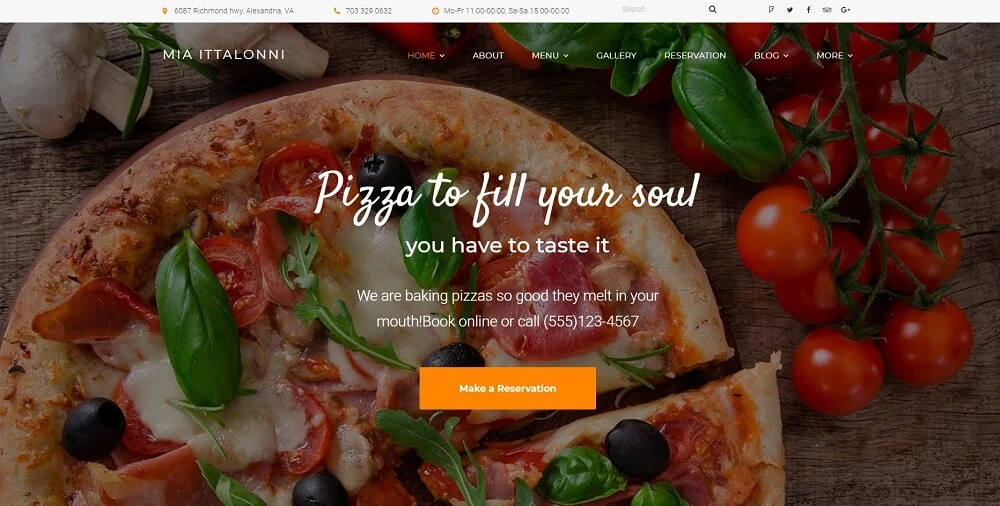 6087 Richmond hwy, Alexandria, VA 703 329 0632 Mo-Fr 11:00-00:00, Sa-Sa 15:00-00:00 Search
MIA ITTALONNI HOME ABOUT MENU GALLERY RESERVATION BLOG MORE
Pizza to fill your soul
you have to taste it
We are baking pizzas so good they melt in your
mouth!Book online or call (555)123-4567
Make a Reservation